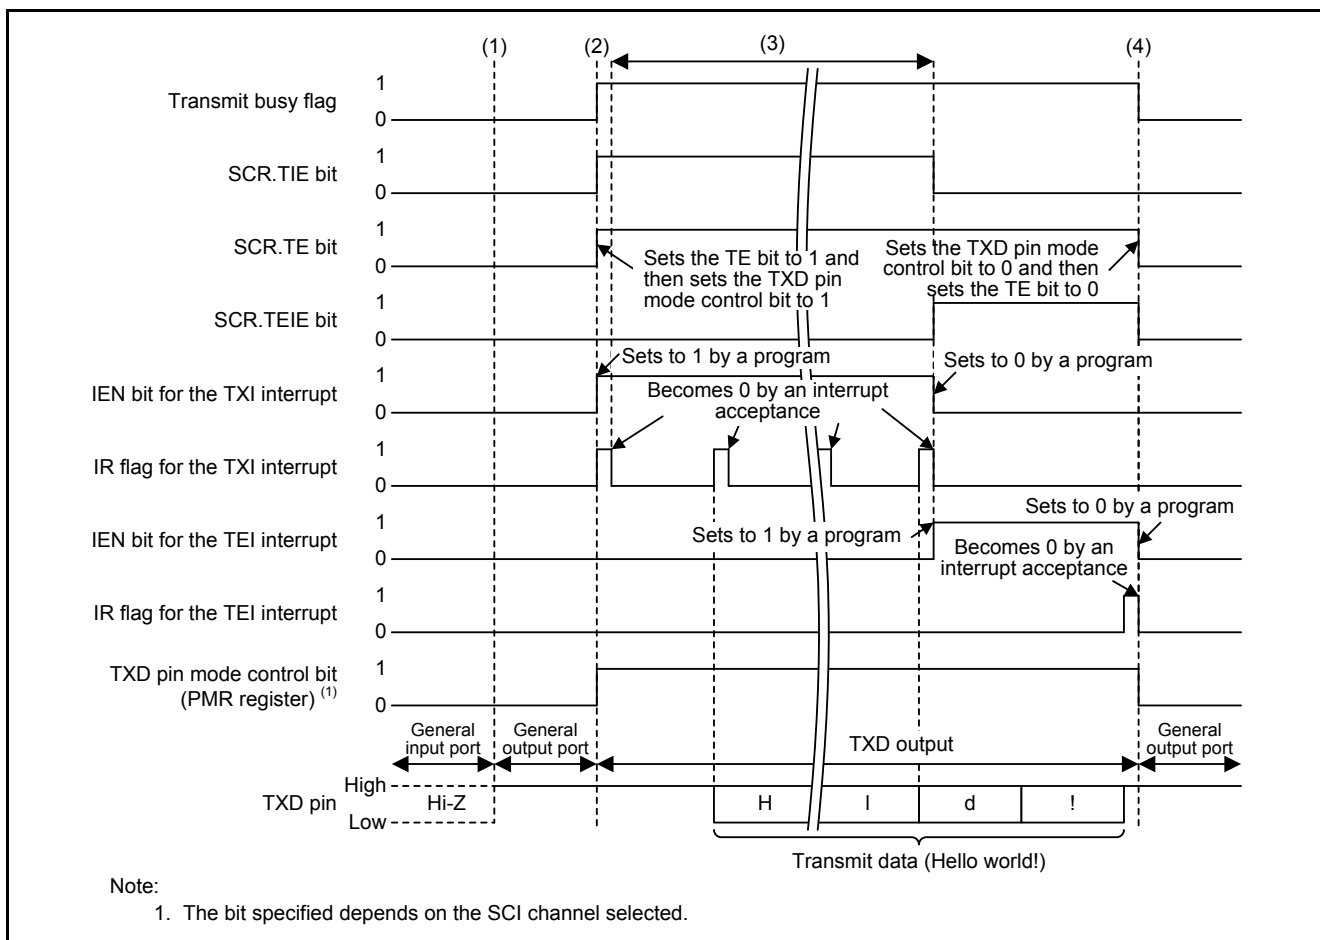 (1) (2) (3) (4)
Transmit busy flag
1
0
SCR.TIE bit
1
0
SCR.TE bit
1
0
Sets the TE bit to 1 and
then sets the TXD pin
mode control bit to 1
Sets the TXD pin mode
control bit to 0 and then
sets the TE bit to 0
SCR.TEIE bit
1
0
Sets to 1 by a program
Sets to 0 by a program
IEN bit for the TXI interrupt
1
0
Becomes 0 by an interrupt
acceptance
IR flag for the TXI interrupt
1
0
IEN bit for the TEI interrupt
1
0
Sets to 1 by a program
Sets to 0 by a program
Becomes 0 by an
interrupt acceptance
IR flag for the TEI interrupt
1
0
TXD pin mode control bit
(PMR register) (1)
1
0
General
input port
General
output port
TXD output
General
output port
TXD pin
High
Low
Hi-Z
H l d !
Transmit data (Hello world!)
Note:
1. The bit specified depends on the SCI channel selected.